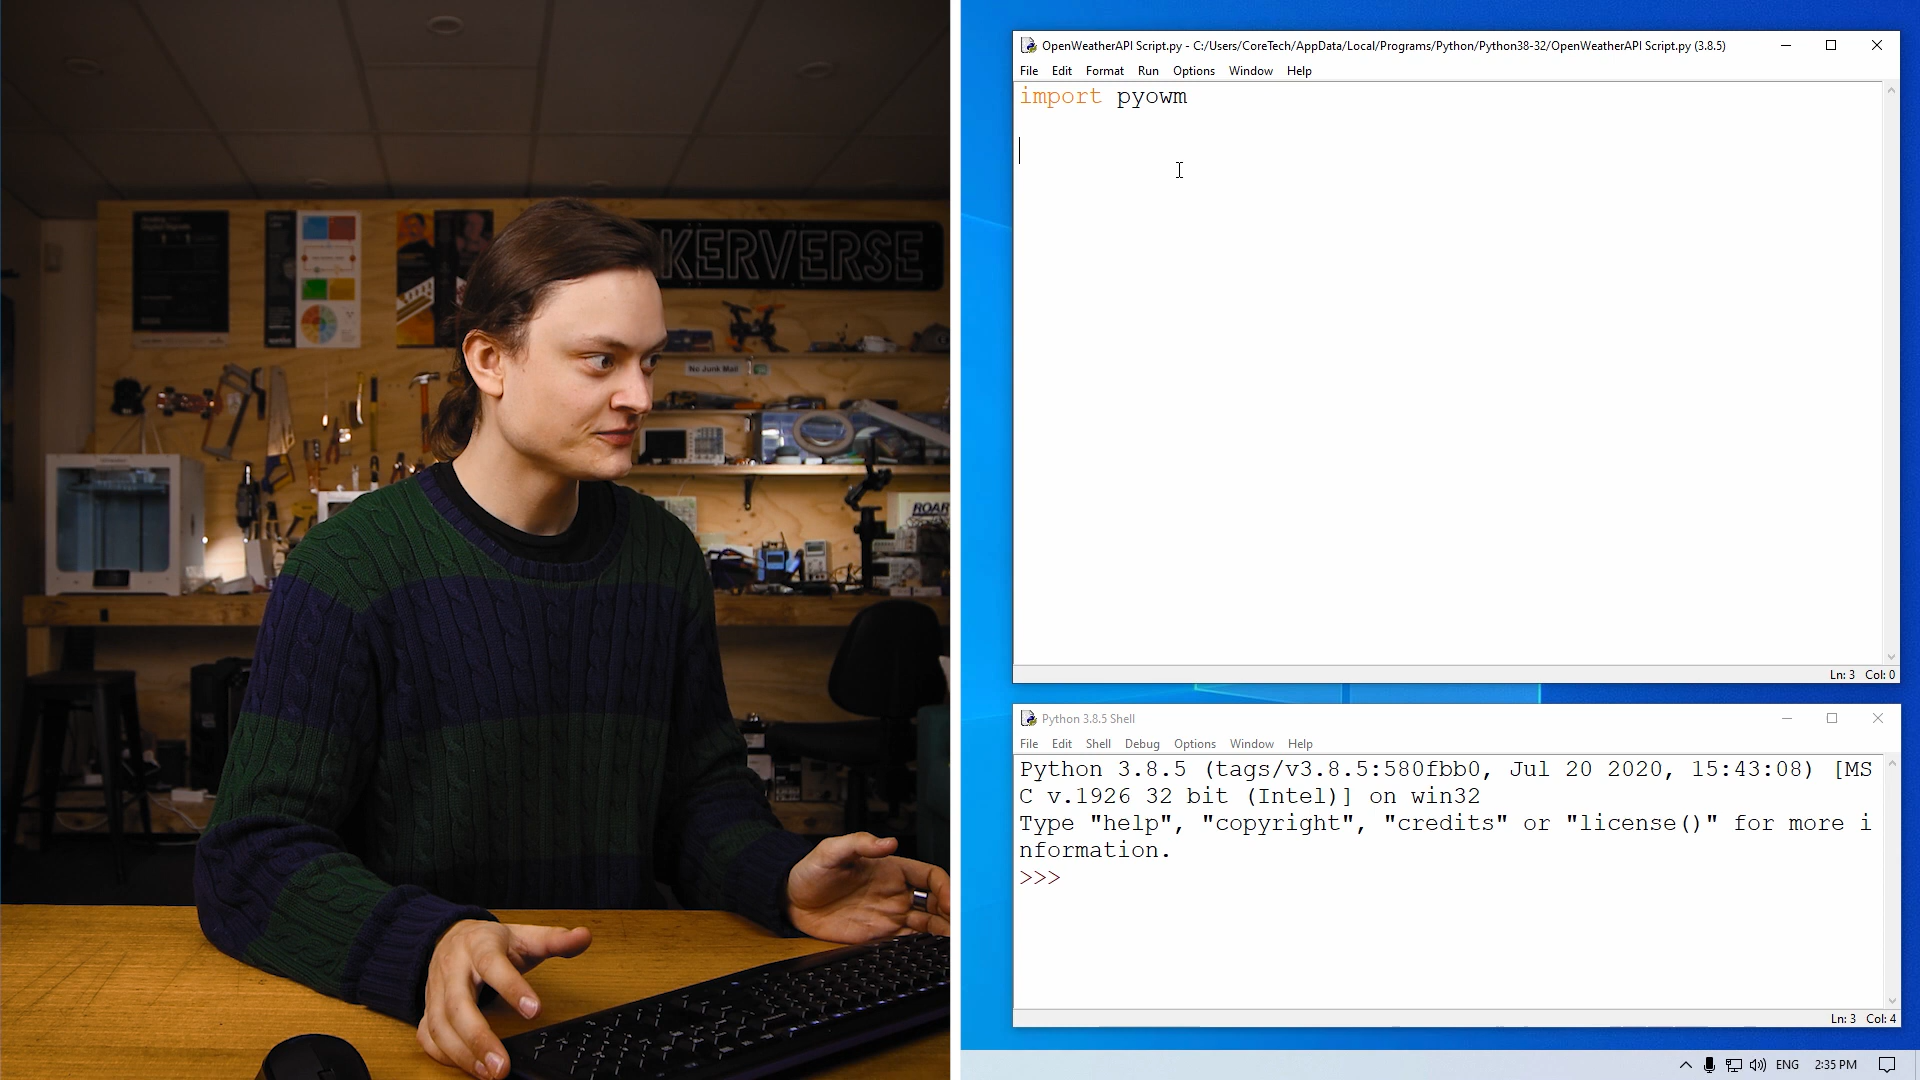 KERVERSE
No Junk Mail
ROAR
OpenWeatherAPI Script.py - C:/Users/CoreTech/AppData/Local/Programs/Python/Python38-32/OpenWeatherAPI Script.py (3.8.5)
File Edit Format Run Options Window Help
import pyowm
Ln: 3 Col: 0
Python 3.8.5 Shell
File Edit Shell Debug Options Window Help
Python 3.8.5 (tags/v3.8.5:580fbb0, Jul 20 2020, 15:43:08) [MS
C v.1926 32 bit (Intel)] on win32
Type "help", "copyright", "credits" or "license()" for more i
nformation.
>>>
Ln: 3 Col: 4
ENG 2:35 PM